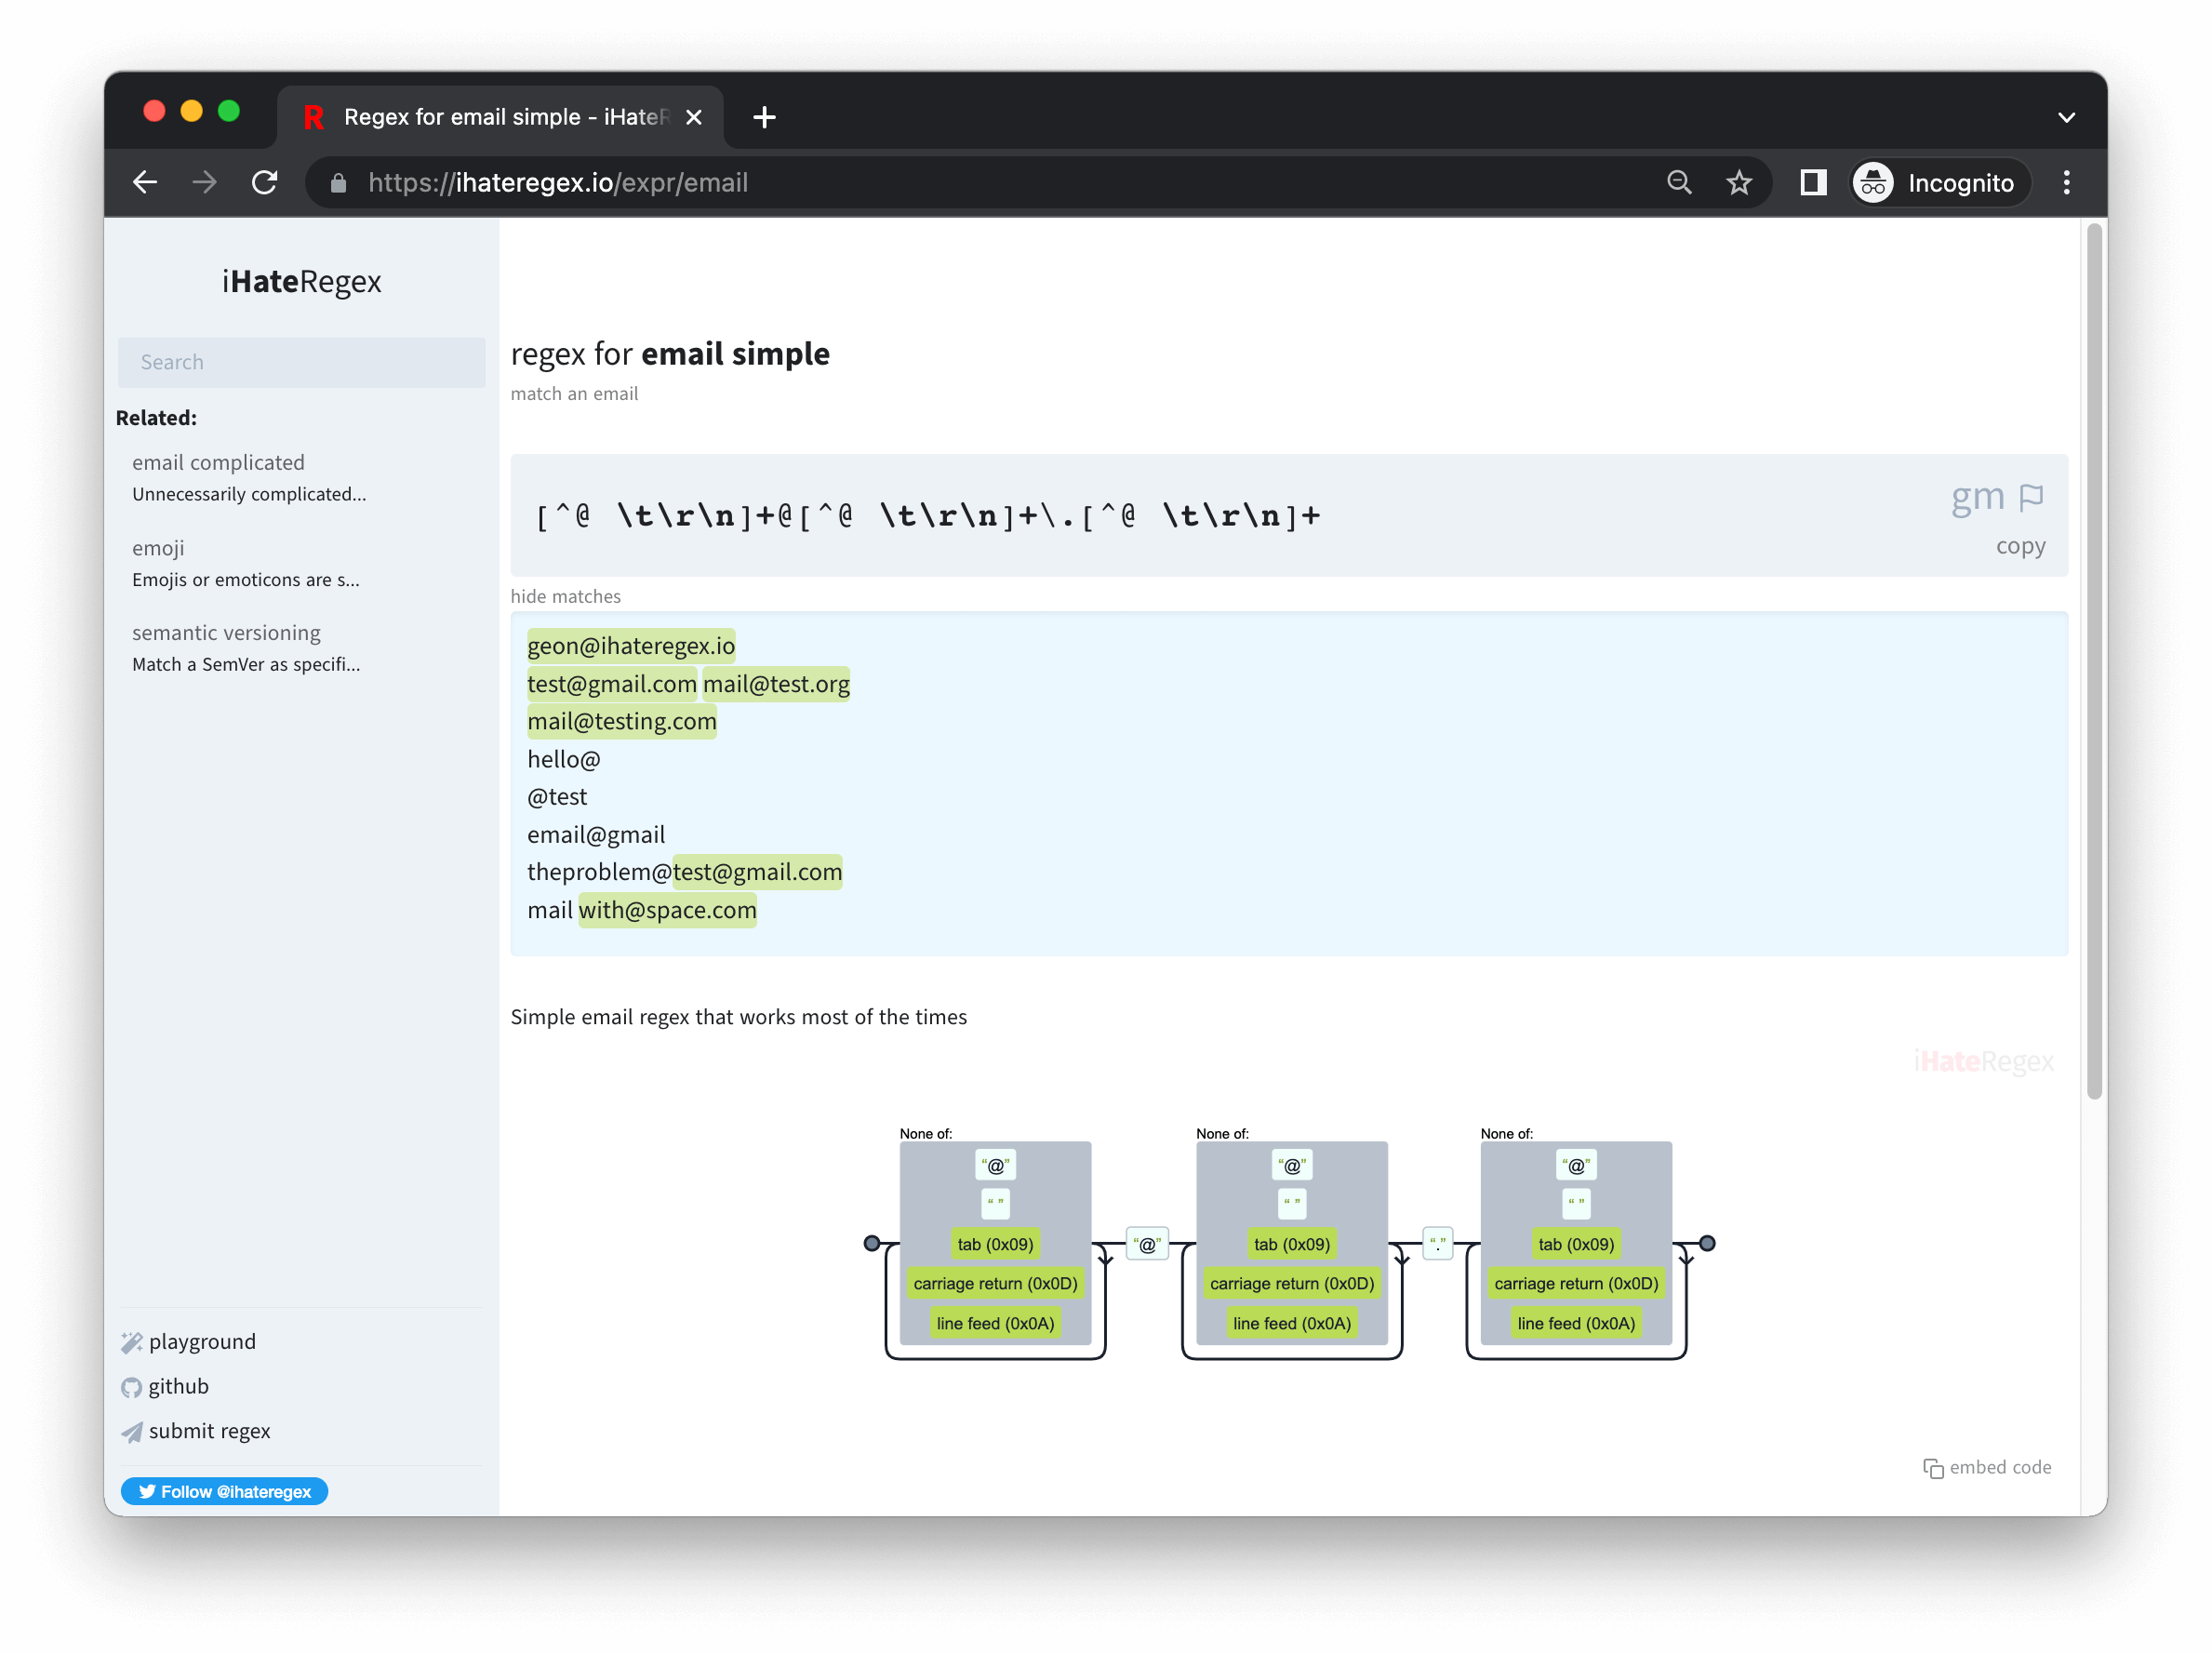 R Regex for email simple - iHateR
https://ihateregex.io/expr/email
Incognito
iHateRegex
Search
Related:
email complicated
Unnecessarily complicated...
emoji
Emojis or emoticons are s...
semantic versioning
Match a SemVer as specifi...
playground
github
submit regex
Follow @ihateregex
regex for email simple
match an email
[^@ \t\r\n]+@[^@ \t\r\n]+\.[^@ \t\r\n]+
gm
copy
hide matches
geon@ihateregex.io
test@gmail.com mail@test.org
mail@testing.com
hello@
@test
email@gmail
theproblem@test@gmail.com
mail with@space.com
Simple email regex that works most of the times
iHateRegex
None of:
“@”
“ ”
tab (0x09)
carriage return (0x0D)
line feed (0x0A)
“@”
None of:
“@”
“ ”
tab (0x09)
carriage return (0x0D)
line feed (0x0A)
“.”
None of:
“@”
“ ”
tab (0x09)
carriage return (0x0D)
line feed (0x0A)
embed code